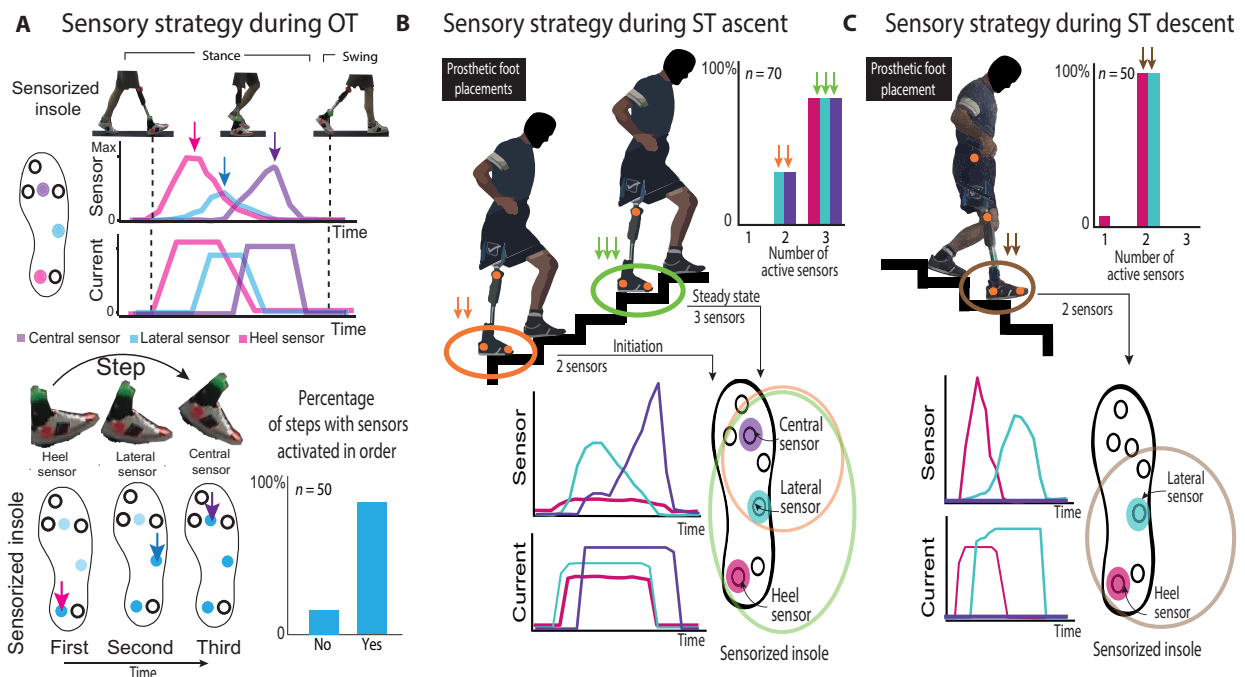 A Sensory strategy during OT
Stance
Swing
Sensorized
insole
Max
Sensor
0
Time
Current
0
Time
Central sensor Lateral sensor Heel sensor
Step
Heel
sensor
Lateral
sensor
Central
sensor
Sensorized insole
First Second Third
Time
Percentage
of steps with sensors
activated in order
100%
n = 50
0
No Yes
B Sensory strategy during ST ascent
Prosthetic foot
placements
100%
n = 70
0
1 2 3
Number of
active sensors
Steady state
3 sensors
Initiation
2 sensors
Sensor
Time
Current
Time
Central
sensor
Lateral
sensor
Heel
sensor
Sensorized insole
C Sensory strategy during ST descent
Prosthetic foot
placement
100%
n = 50
0
1 2 3
Number of
active sensors
2 sensors
Sensor
Time
Current
Time
Lateral
sensor
Heel
sensor
Sensorized insole